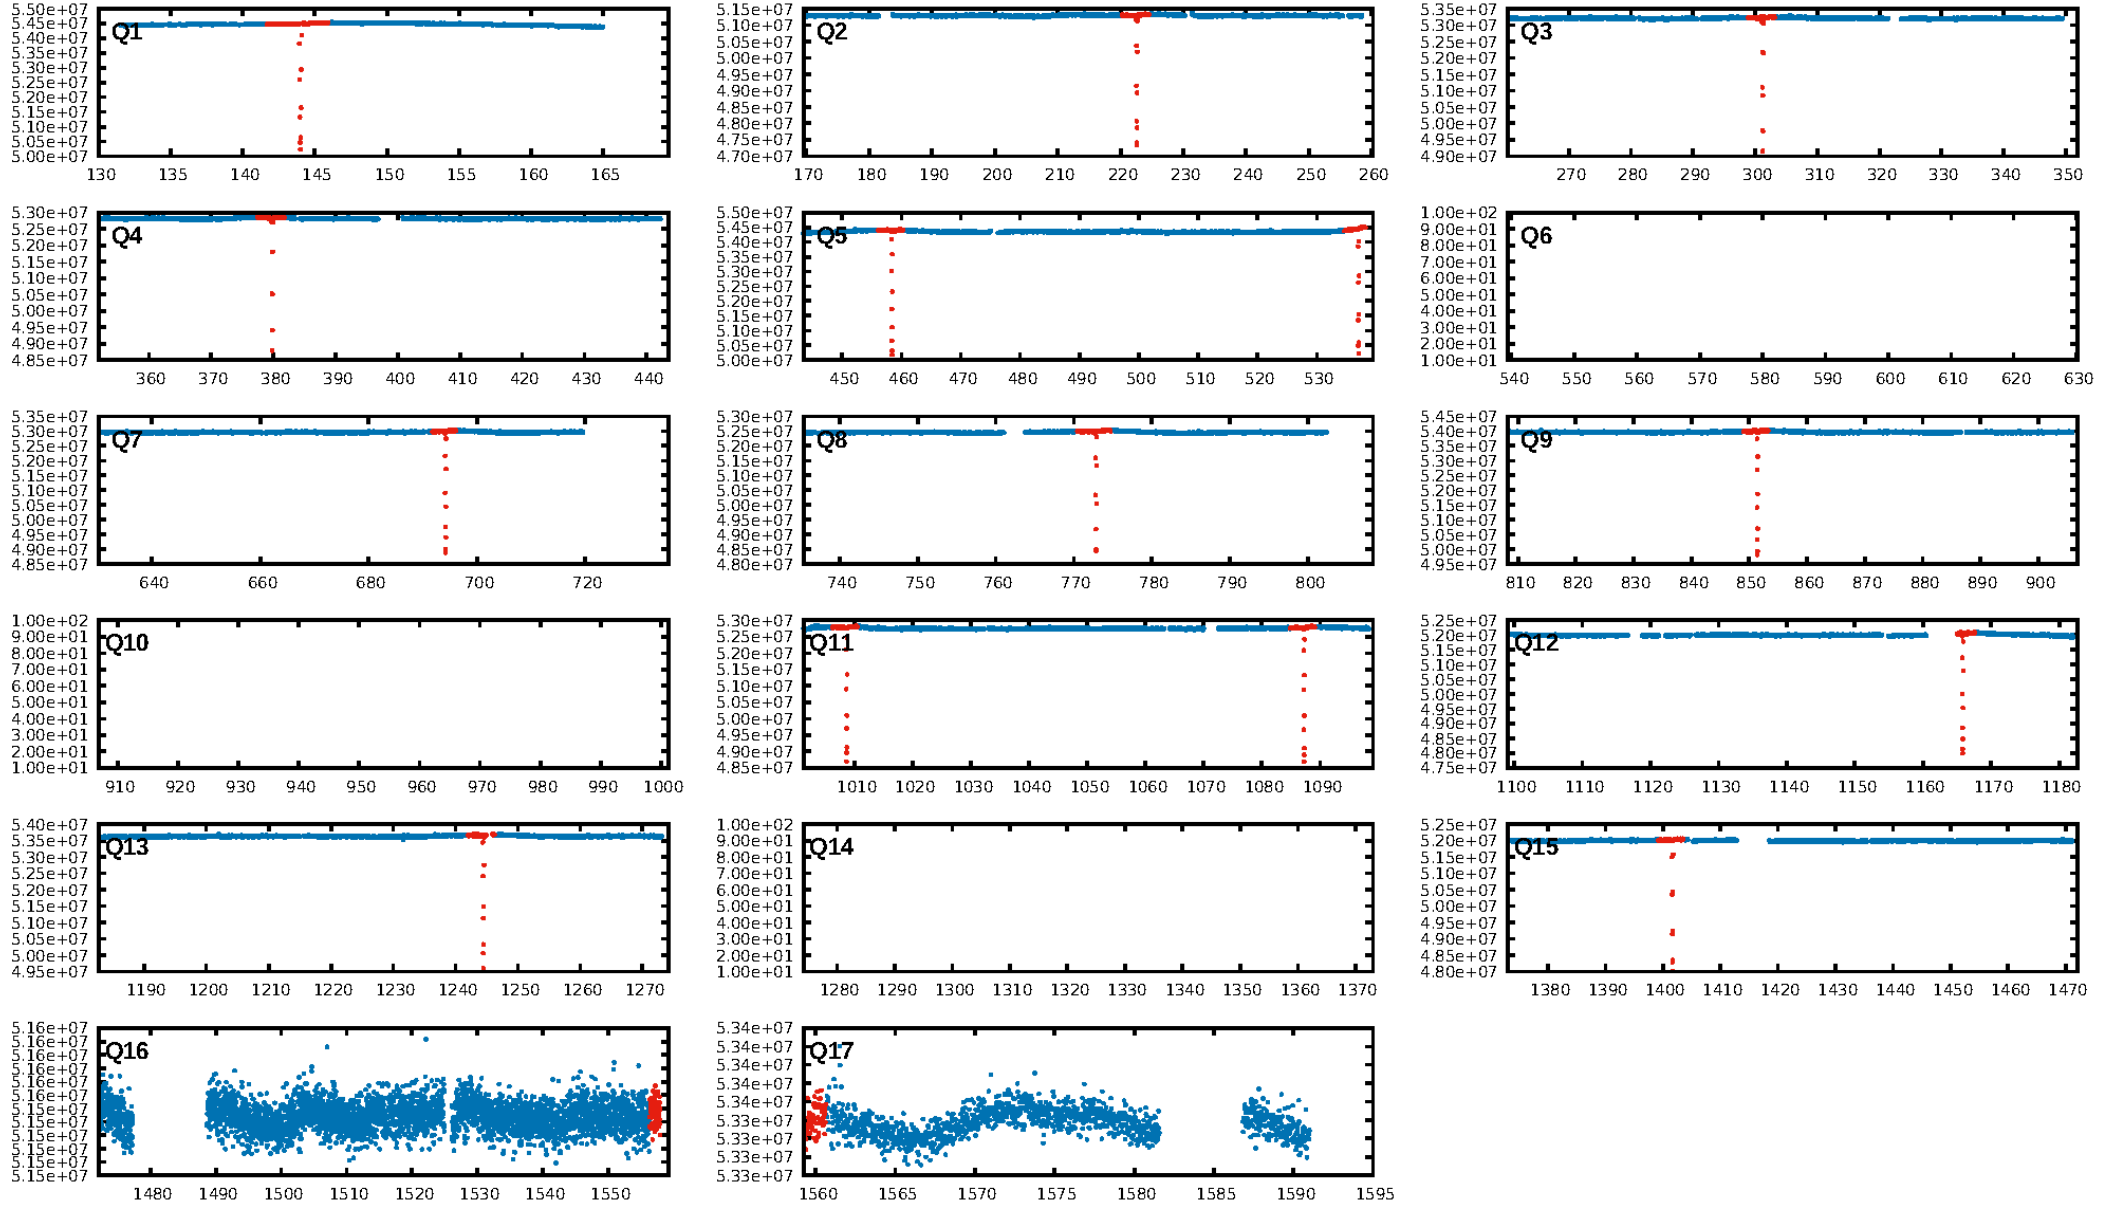 5.50e+07 5.45e+07 5.40e+07 5.35e+07 5.30e+07 5.25e+07 5.20e+07 5.15e+07 5.10e+07 5.05e+07 5.00e+07
Q1
130 135 140 145 150 155 160 165
5.15e+07 5.10e+07 5.05e+07 5.00e+07 4.95e+07 4.90e+07 4.85e+07 4.80e+07 4.75e+07 4.70e+07
Q2
170 180 190 200 210 220 230 240 250 260
5.35e+07 5.30e+07 5.25e+07 5.20e+07 5.15e+07 5.10e+07 5.05e+07 5.00e+07 4.95e+07 4.90e+07
Q3
270 280 290 300 310 320 330 340 350
5.30e+07 5.25e+07 5.20e+07 5.15e+07 5.10e+07 5.05e+07 5.00e+07 4.95e+07 4.90e+07 4.85e+07
Q4
360 370 380 390 400 410 420 430 440
5.50e+07 5.45e+07 5.40e+07 5.35e+07 5.30e+07 5.25e+07 5.20e+07 5.15e+07 5.10e+07 5.05e+07 5.00e+07
Q5
450 460 470 480 490 500 510 520 530
1.00e+02 9.00e+01 8.00e+01 7.00e+01 6.00e+01 5.00e+01 4.00e+01 3.00e+01 2.00e+01 1.00e+01
Q6
540 550 560 570 580 590 600 610 620 630
5.35e+07 5.30e+07 5.25e+07 5.20e+07 5.15e+07 5.10e+07 5.05e+07 5.00e+07 4.95e+07 4.90e+07 4.85e+07
Q7
640 660 680 700 720
5.30e+07 5.25e+07 5.20e+07 5.15e+07 5.10e+07 5.05e+07 5.00e+07 4.95e+07 4.90e+07 4.85e+07 4.80e+07
Q8
740 750 760 770 780 790 800
5.45e+07 5.40e+07 5.35e+07 5.30e+07 5.25e+07 5.20e+07 5.15e+07 5.10e+07 5.05e+07 5.00e+07 4.95e+07
Q9
810 820 830 840 850 860 870 880 890 900
1.00e+02 9.00e+01 8.00e+01 7.00e+01 6.00e+01 5.00e+01 4.00e+01 3.00e+01 2.00e+01 1.00e+01
Q10
910 920 930 940 950 960 970 980 990 1000
5.30e+07 5.25e+07 5.20e+07 5.15e+07 5.10e+07 5.05e+07 5.00e+07 4.95e+07 4.90e+07 4.85e+07
Q11
1010 1020 1030 1040 1050 1060 1070 1080 1090
5.25e+07 5.20e+07 5.15e+07 5.10e+07 5.05e+07 5.00e+07 4.95e+07 4.90e+07 4.85e+07 4.80e+07 4.75e+07
Q12
1100 1110 1120 1130 1140 1150 1160 1170 1180
5.40e+07 5.35e+07 5.30e+07 5.25e+07 5.20e+07 5.15e+07 5.10e+07 5.05e+07 5.00e+07 4.95e+07
Q13
1190 1200 1210 1220 1230 1240 1250 1260 1270
1.00e+02 9.00e+01 8.00e+01 7.00e+01 6.00e+01 5.00e+01 4.00e+01 3.00e+01 2.00e+01 1.00e+01
Q14
1280 1290 1300 1310 1320 1330 1340 1350 1360 1370
5.25e+07 5.20e+07 5.15e+07 5.10e+07 5.05e+07 5.00e+07 4.95e+07 4.90e+07 4.85e+07 4.80e+07
Q15
1380 1390 1400 1410 1420 1430 1440 1450 1460 1470
5.16e+07 5.16e+07 5.16e+07 5.16e+07 5.16e+07 5.15e+07 5.15e+07 5.15e+07 5.15e+07 5.15e+07 5.15e+07
Q16
1480 1490 1500 1510 1520 1530 1540 1550
5.34e+07 5.34e+07 5.34e+07 5.34e+07 5.34e+07 5.33e+07 5.33e+07 5.33e+07 5.33e+07
Q17
1560 1565 1570 1575 1580 1585 1590 1595